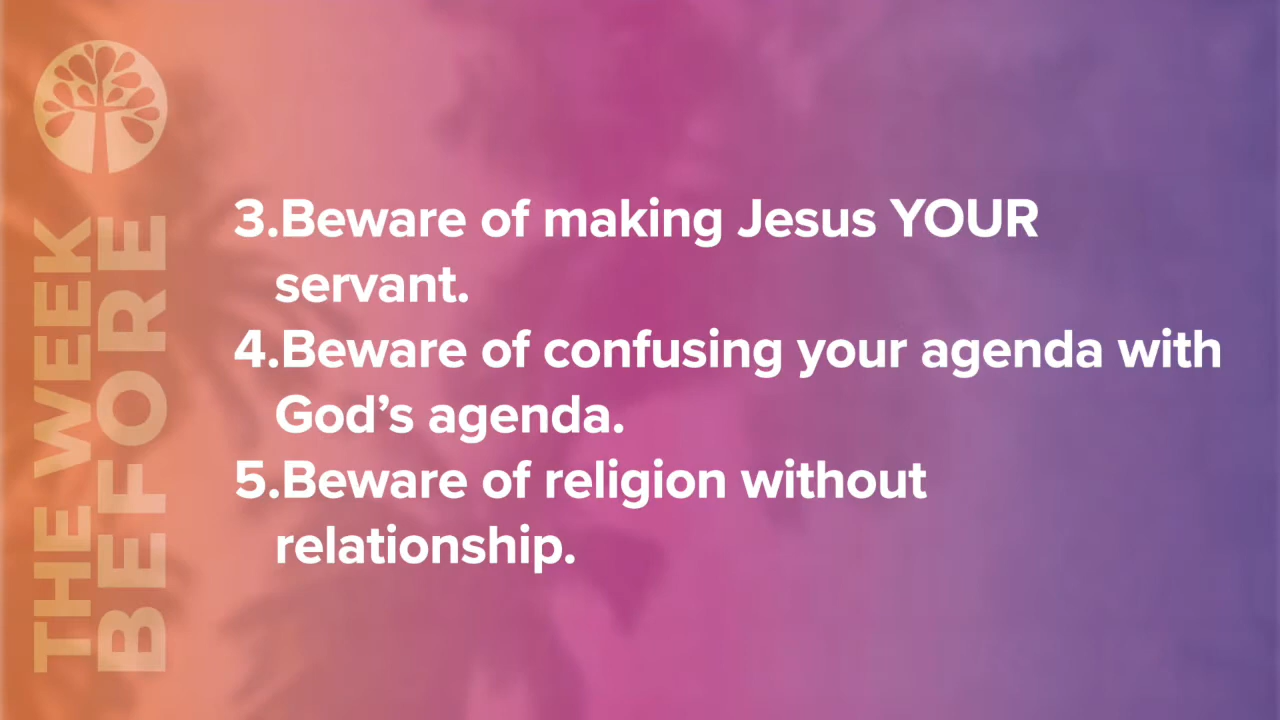 THE WEEK
BEFORE
3.Beware of making Jesus YOUR
servant.
4.Beware of confusing your agenda with
God’s agenda.
5.Beware of religion without
relationship.